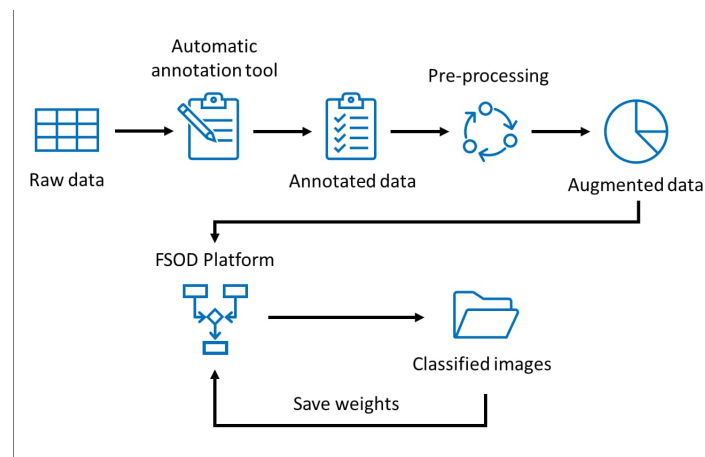 Automatic
annotation tool
Pre-processing
Raw data
Annotated data
Augmented data
FSOD Platform
Classified images
Save weights